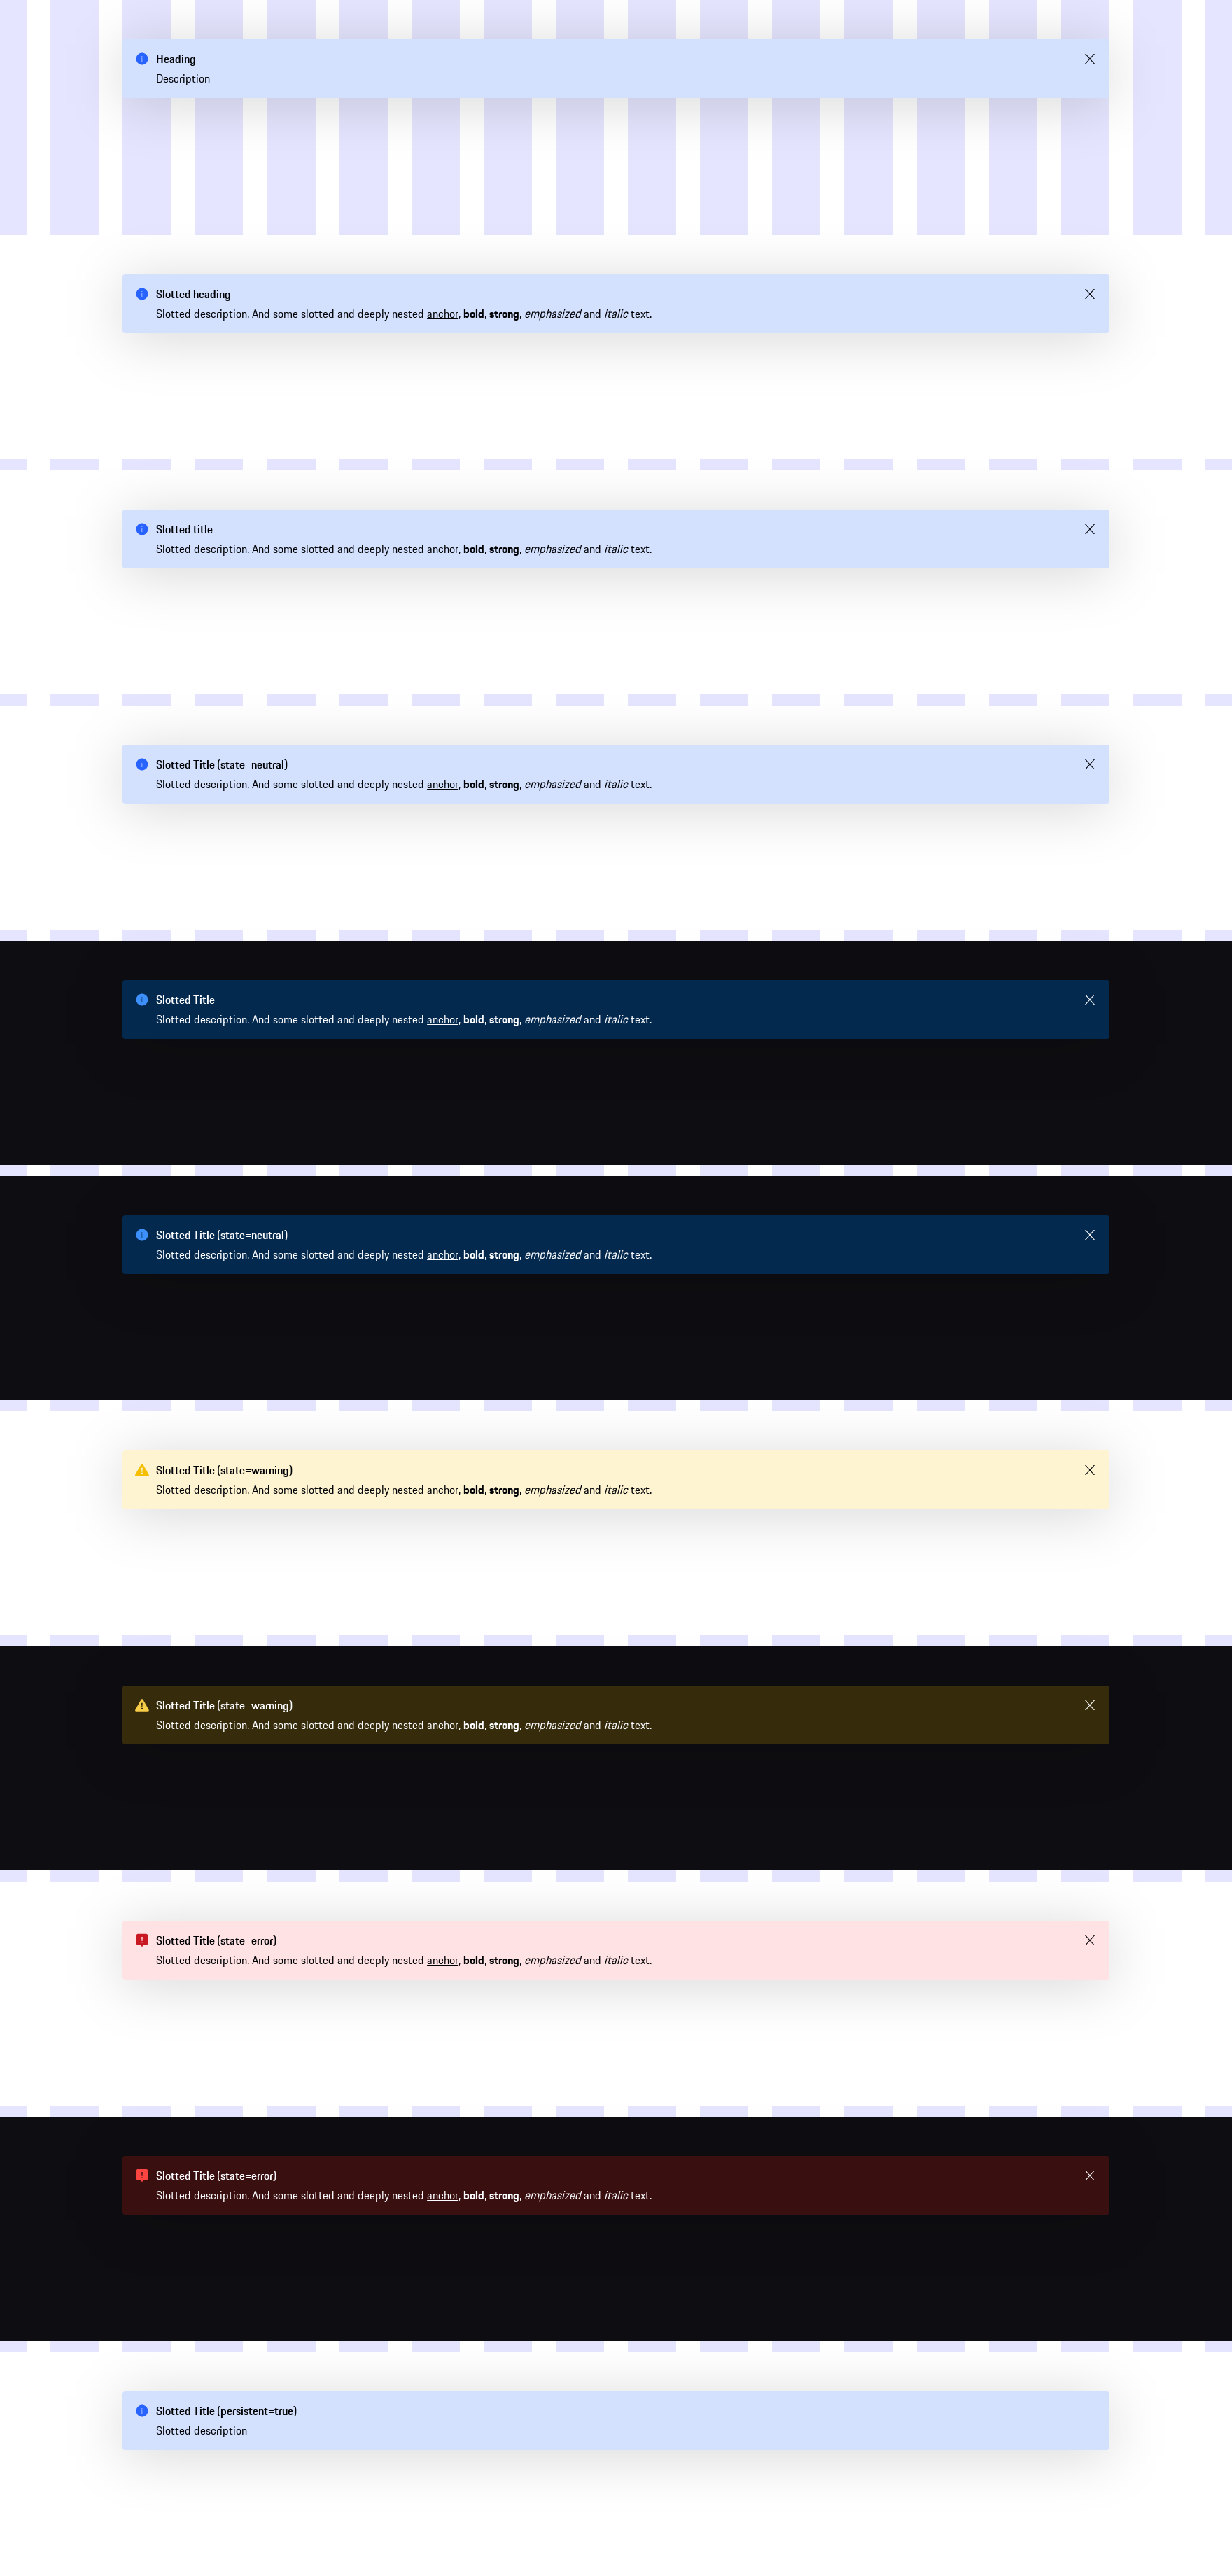 Heading
Description
Slotted heading
Slotted description. And some slotted and deeply nested anchor, bold, strong, emphasized and italic text.
Slotted title
Slotted description. And some slotted and deeply nested anchor, bold, strong, emphasized and italic text.
Slotted Title (state=neutral)
Slotted description. And some slotted and deeply nested anchor, bold, strong, emphasized and italic text.
Slotted Title
Slotted description. And some slotted and deeply nested anchor, bold, strong, emphasized and italic text.
Slotted Title (state=neutral)
Slotted description. And some slotted and deeply nested anchor, bold, strong, emphasized and italic text.
Slotted Title (state=warning)
Slotted description. And some slotted and deeply nested anchor, bold, strong, emphasized and italic text.
Slotted Title (state=warning)
Slotted description. And some slotted and deeply nested anchor, bold, strong, emphasized and italic text.
Slotted Title (state=error)
Slotted description. And some slotted and deeply nested anchor, bold, strong, emphasized and italic text.
Slotted Title (state=error)
Slotted description. And some slotted and deeply nested anchor, bold, strong, emphasized and italic text.
Slotted Title (persistent=true)
Slotted description